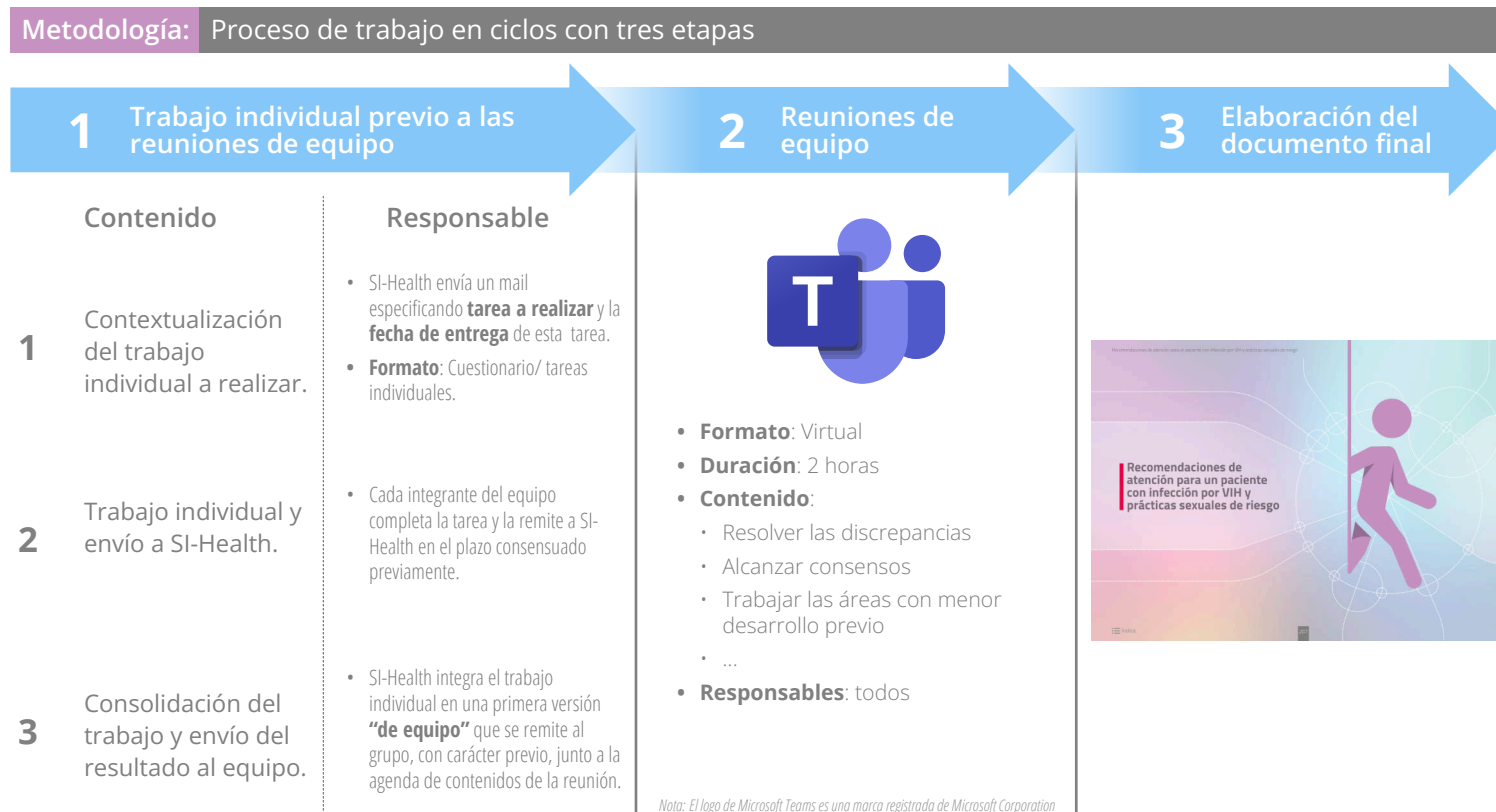 Metodología: Proceso de trabajo en ciclos con tres etapas
1
Trabajo individual previo a las
reuniones de equipo
2
Reuniones de
equipo
3
Elaboración del
documento final
Contenido
Responsable
1
Contextualización
del trabajo
individual a realizar.
• SI-Health envía un mail
especificando tarea a realizar y la
fecha de entrega de esta tarea.
• Formato: Cuestionario/ tareas
individuales.
2
Trabajo individual y
envío a SI-Health.
• Cada integrante del equipo
completa la tarea y la remite a SI-
Health en el plazo consensuado
previamente.
3
Consolidación del
trabajo y envío del
resultado al equipo.
• SI-Health integra el trabajo
individual en una primera versión
“de equipo” que se remite al
grupo, con carácter previo, junto a la
agenda de contenidos de la reunión.
T
• Formato: Virtual
• Duración: 2 horas
• Contenido:
• Resolver las discrepancias
• Alcanzar consensos
• Trabajar las áreas con menor
desarrollo previo
• ...
• Responsables: todos
Nota: El logo de Microsoft Teams es una marca registrada de Microsoft Corporation
Recomendaciones de
atención para un paciente
con infección por VIH y
prácticas sexuales de riesgo